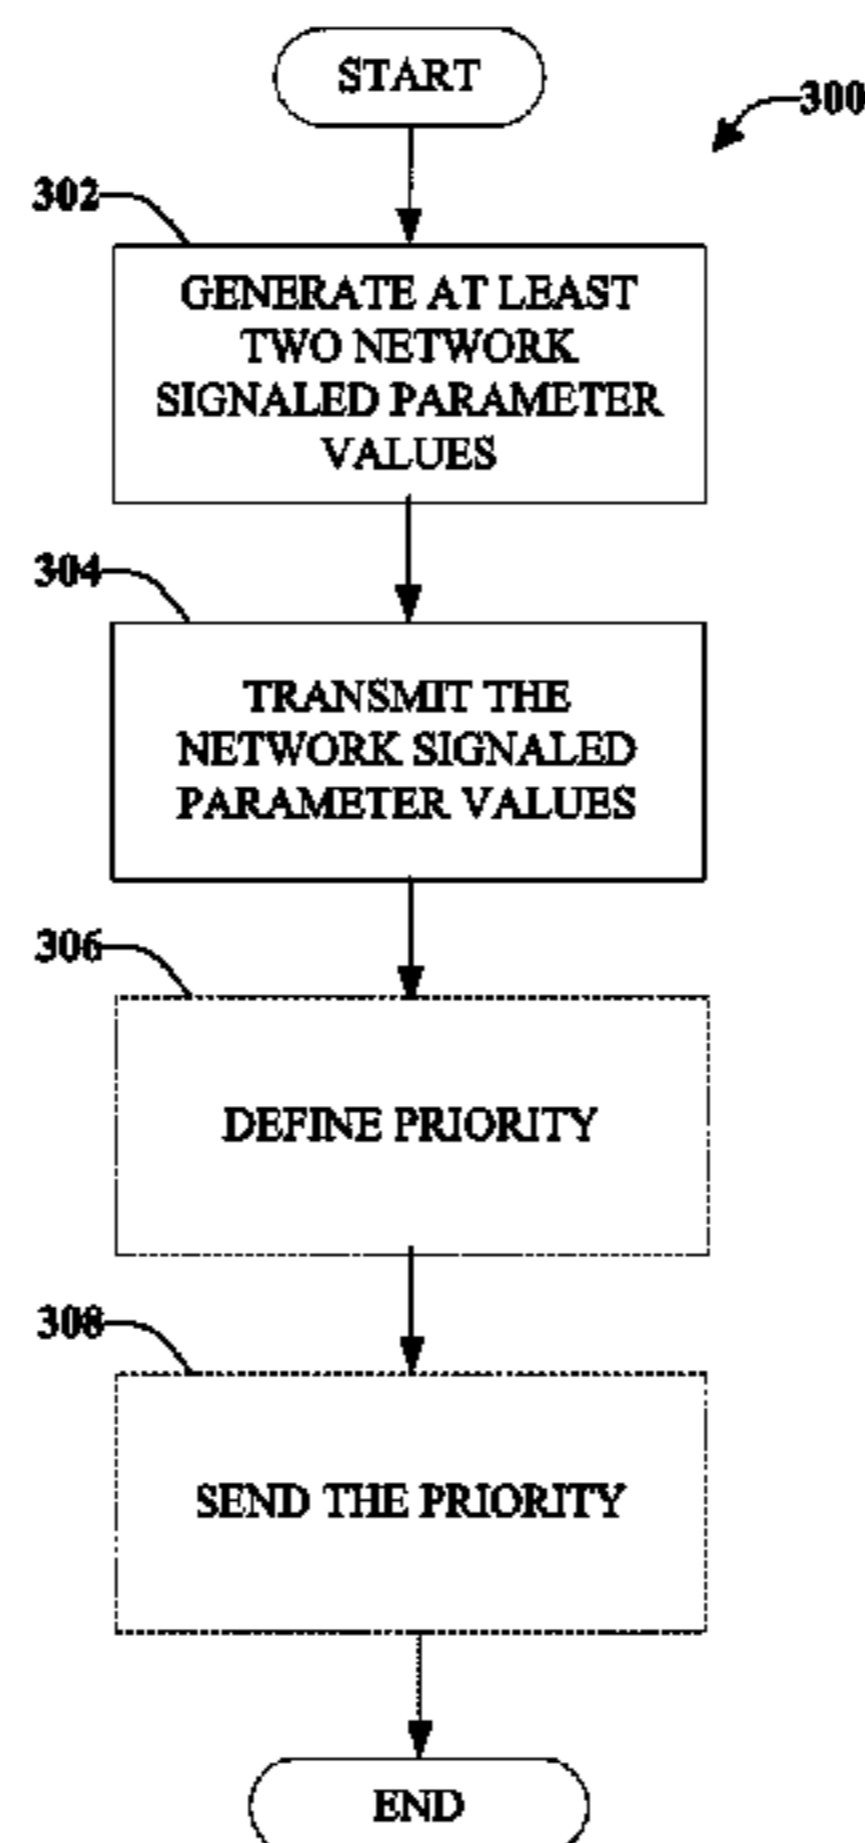 START
300
302
GENERATE AT LEAST
TWO NETWORK
SIGNALED PARAMETER
VALUES
304
TRANSMIT THE
NETWORK SIGNALED
PARAMETER VALUES
306
DEFINE PRIORITY
308
SEND THE PRIORITY
END